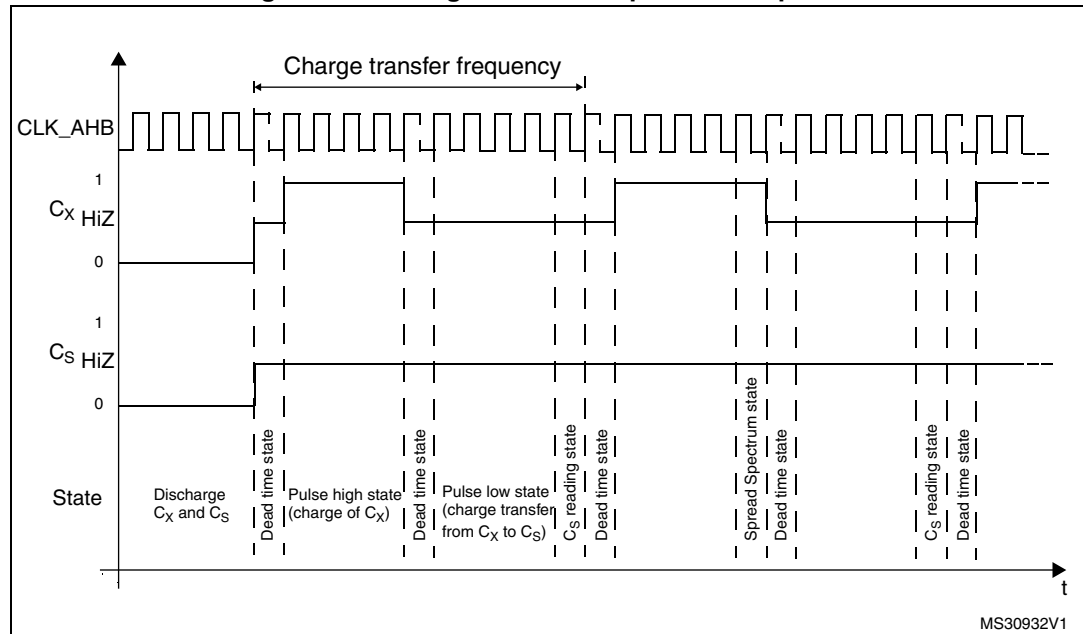 Charge transfer frequency
CLK_AHB
1
CX HiZ
0
1
CS HiZ
0
State
Discharge
CX and CS
Dead time state
Pulse high state
(charge of CX)
Dead time state
Pulse low state
(charge transfer
from CX to CS)
CS reading state
Dead time state
Spread Spectrum state
Dead time state
CS reading state
Dead time state
t
MS30932V1